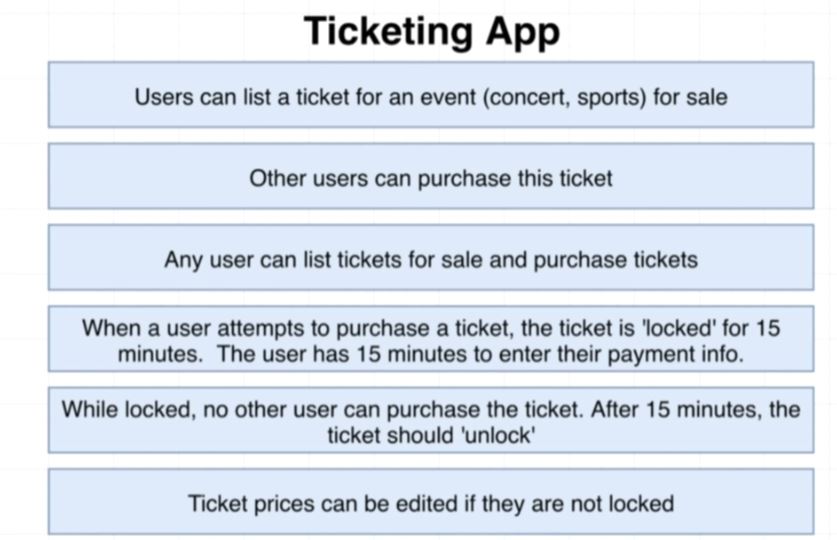 Ticketing App
Users can list a ticket for an event (concert, sports) for sale
Other users can purchase this ticket
Any user can list tickets for sale and purchase tickets
When a user attempts to purchase a ticket, the ticket is 'locked' for 15
minutes.  The user has 15 minutes to enter their payment info.
While locked, no other user can purchase the ticket. After 15 minutes, the
ticket should 'unlock'
Ticket prices can be edited if they are not locked